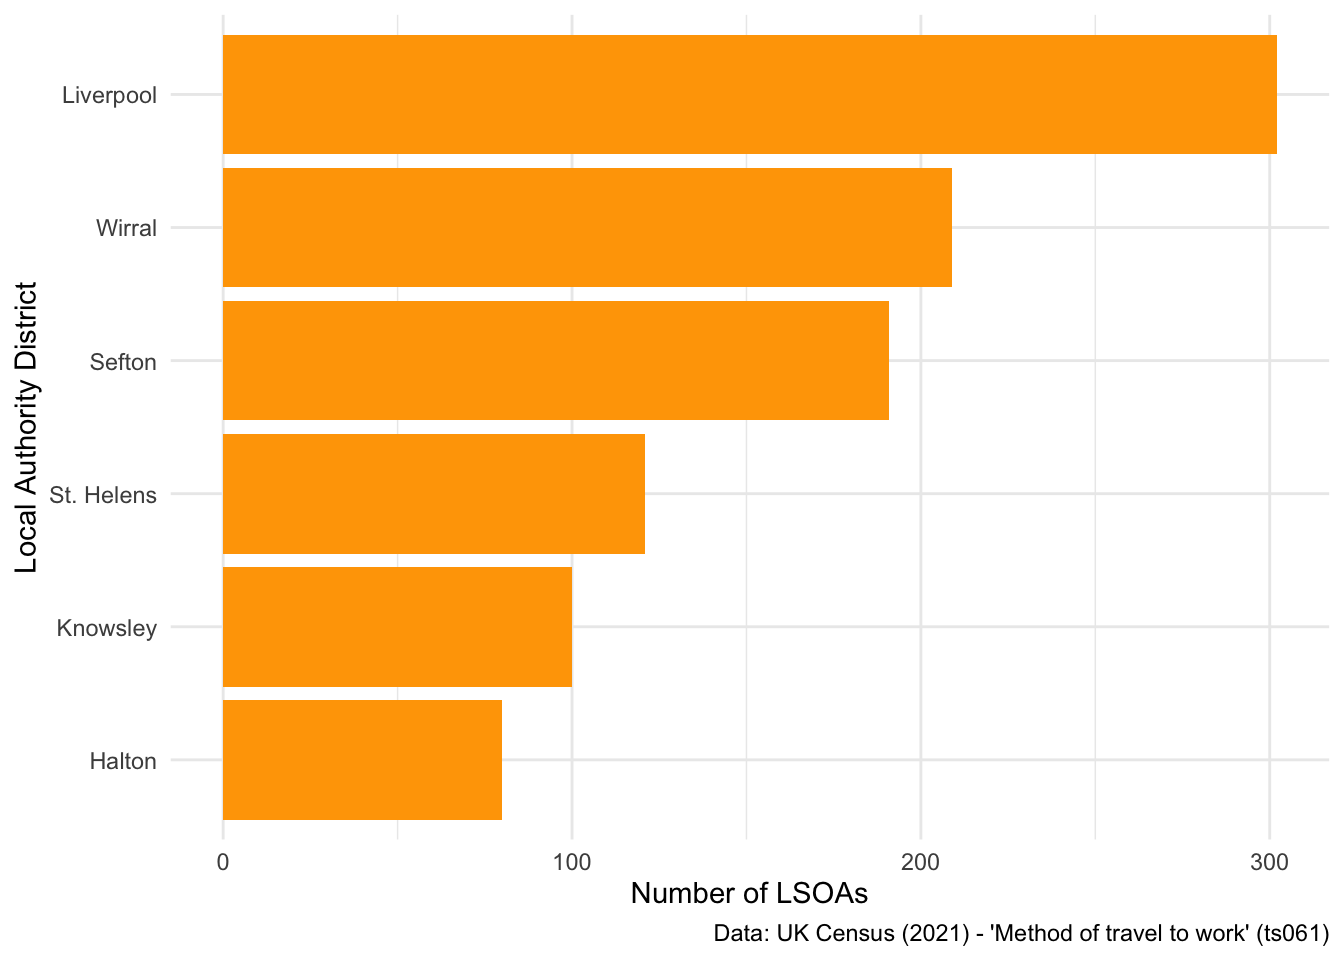 Liverpool
Wirral
Sefton
St. Helens
Knowsley
Halton
Local Authority District
0 100 200 300
Number of LSOAs
Data: UK Census (2021) - 'Method of travel to work' (ts061)